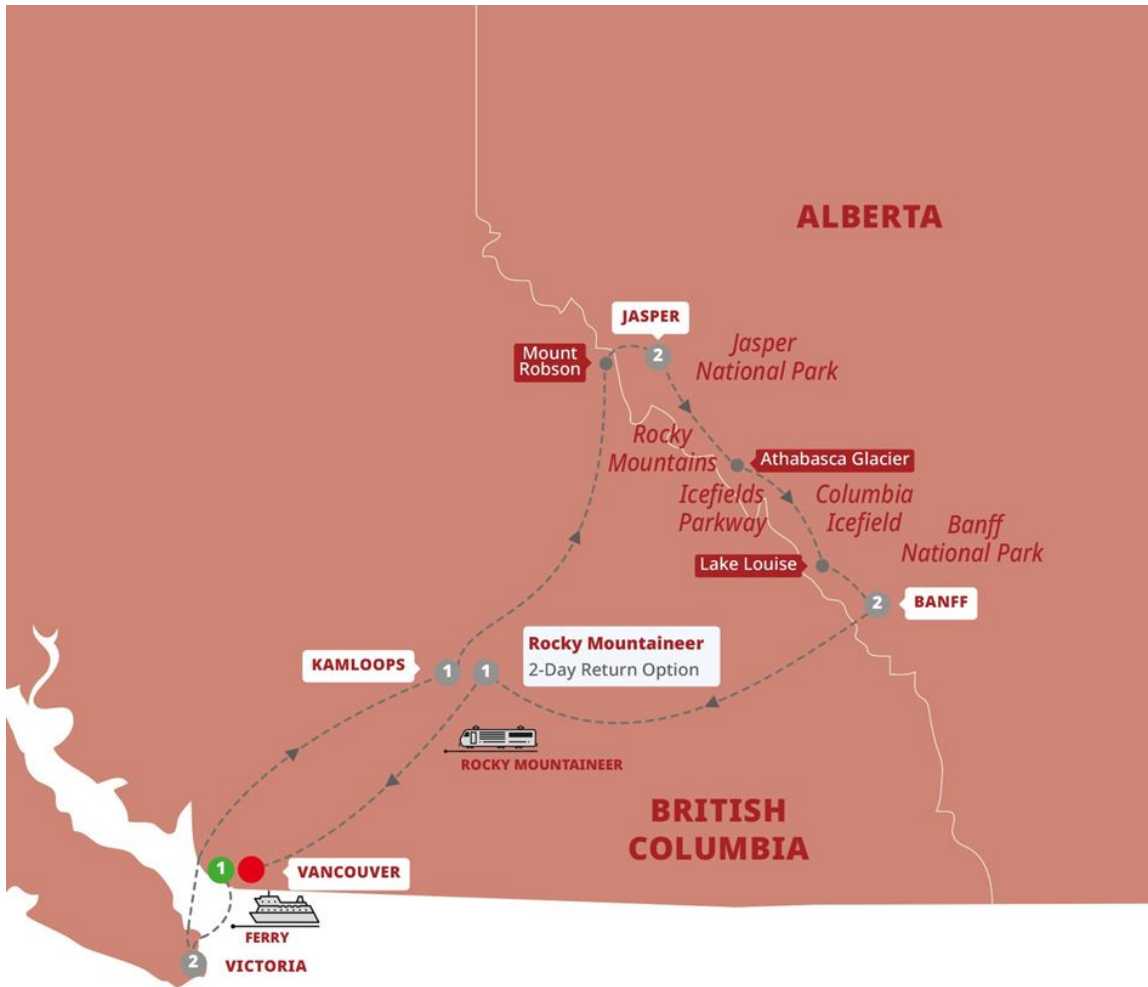 ALBERTA
JASPER
2
Mount
Robson
Jasper
National Park
Rocky
Mountains
Athabasca Glacier
Icefields
Parkway
Columbia
Icefield
Banff
National Park
Lake Louise
2
BANFF
KAMLOOPS
1
1
Rocky Mountaineer
2-Day Return Option
ROCKY MOUNTAINEER
BRITISH
COLUMBIA
1
VANCOUVER
FERRY
2
VICTORIA